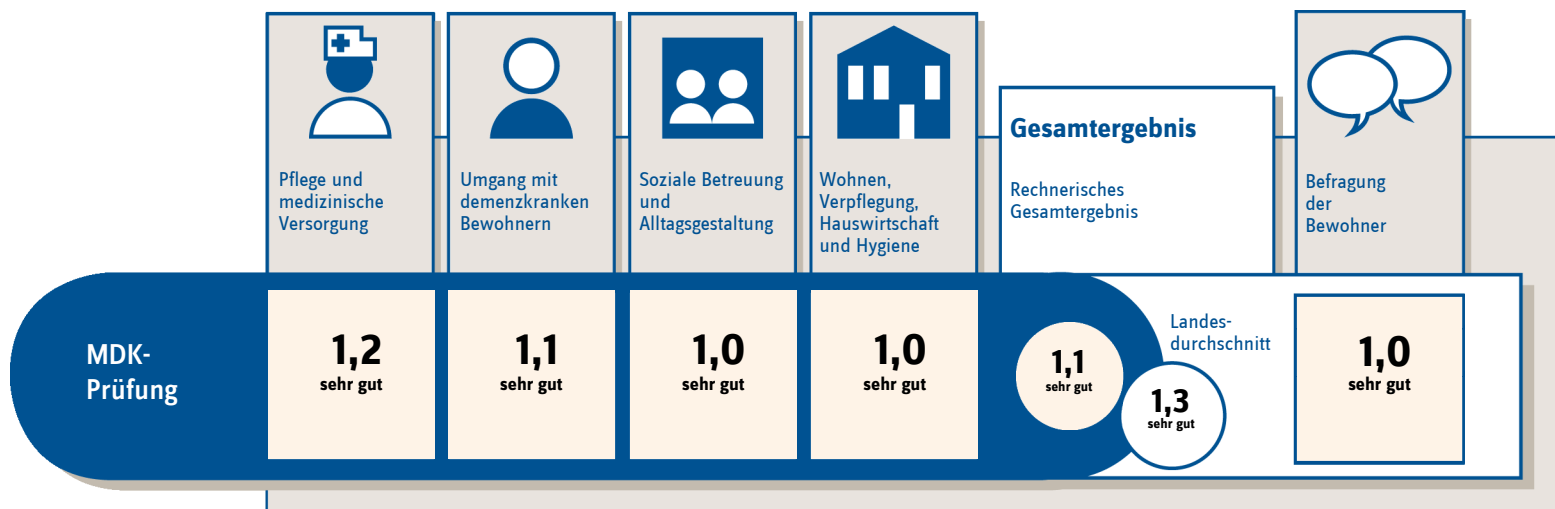 Pflege und
medizinische
Versorgung
Umgang mit
demenzkranken
Bewohnern
Soziale Betreuung
und
Alltagsgestaltung
Wohnen,
Verpflegung,
Hauswirtschaft
und Hygiene
Gesamtergebnis
Rechnerisches
Gesamtergebnis
Befragung
der
Bewohner
MDK-
Prüfung
1,2
sehr gut
1,1
sehr gut
1,0
sehr gut
1,0
sehr gut
1,1
sehr gut
Landes-
durchschnitt
1,3
sehr gut
1,0
sehr gut